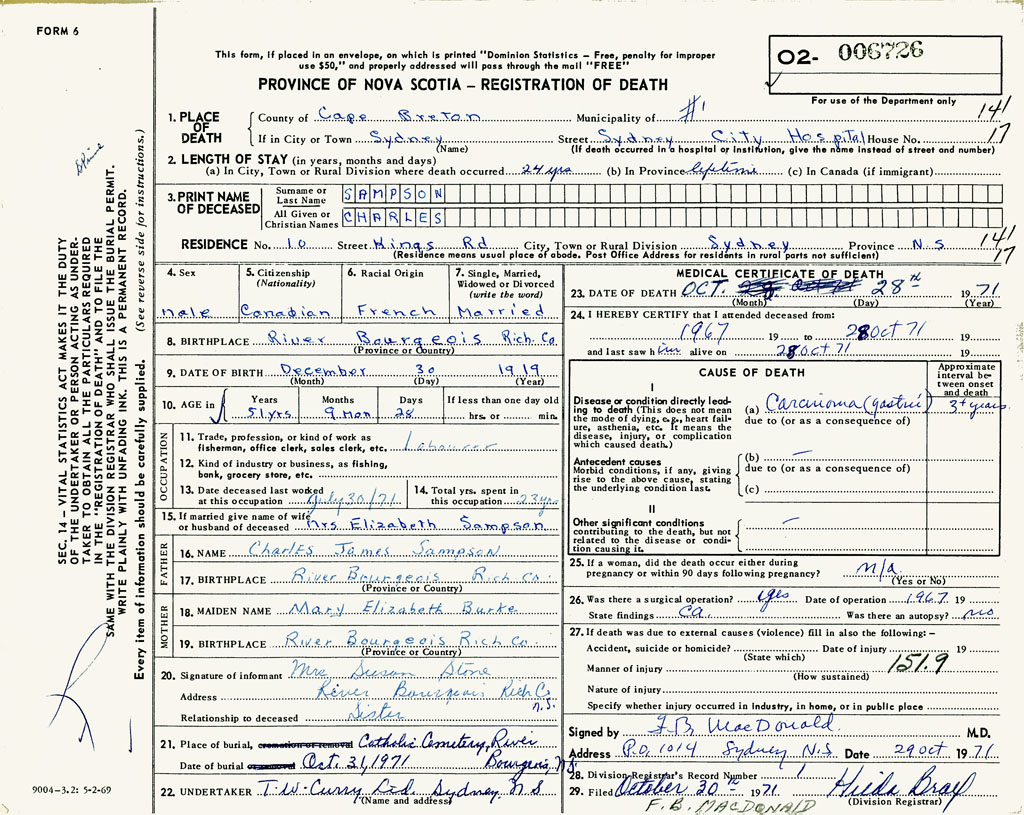 FORM 6
This form, if placed in an envelope, on which is printed "Dominion Statistics – Free, penalty for improper
use $50," and properly addressed will pass through the mail "FREE"
PROVINCE OF NOVA SCOTIA – REGISTRATION OF DEATH
02- 006726
For use of the Department only
1. PLACE OF DEATH
County of Cape Breton Municipality of #1 141
If in City or Town Sydney Street Sydney City Hospital House No. 17
(Name) (If death occurred in a hospital or institution, give the name instead of street and number)
2. LENGTH OF STAY (in years, months and days)
(a) In City, Town or Rural Division where death occurred 24 yrs (b) In Province lifetime (c) In Canada (if immigrant)
3. PRINT NAME OF DECEASED
Surname or Last Name SAMPSON
All Given or Christian Names CHARLES
RESIDENCE No. 10 Street Kings Rd City, Town or Rural Division Sydney Province N.S 141
(Residence means usual place of abode. Post Office Address for residents in rural parts not sufficient) 17
4. Sex
male
5. Citizenship
(Nationality)
Canadian
6. Racial Origin
French
7. Single, Married,
Widowed or Divorced
(write the word)
Married
8. BIRTHPLACE River Bourgeois Rich. Co.
(Province or Country)
9. DATE OF BIRTH December 30 1919
(Month) (Day) (Year)
10. AGE in
Years Months Days If less than one day old
51 yrs. 9 Mon 28 hrs. or min.
OCCUPATION
11. Trade, profession, or kind of work as
fisherman, office clerk, sales clerk, etc. Labourer
12. Kind of industry or business, as fishing,
bank, grocery store, etc.
13. Date deceased last worked
at this occupation July 30/71
14. Total yrs. spent in
this occupation 23 yrs
15. If married give name of wife
or husband of deceased Mrs Elizabeth Sampson
FATHER
16. NAME Charles James Sampson
17. BIRTHPLACE River Bourgeois Rich Co.
(Province or Country)
MOTHER
18. MAIDEN NAME Mary Elizabeth Burke
19. BIRTHPLACE River Bourgeois Rich Co.
(Province or Country)
20. Signature of informant Mrs Susan Stone
Address River Bourgeois Rich Co
N.S.
Relationship to deceased Sister
21. Place of burial, cremation or removal Catholic Cemetery, River
Date of burial Oct. 31, 1971 Bourgeois, N.S.
22. UNDERTAKER T. W. Curry Ltd. Sydney, NS
(Name and address)
MEDICAL CERTIFICATE OF DEATH
23. DATE OF DEATH OCT. 28th 1971
(Month) (Day) (Year)
24. I HEREBY CERTIFY that I attended deceased from:
1967 19 to 28 Oct 71 19
and last saw him alive on 28 Oct 71 19
CAUSE OF DEATH
Approximate
interval be-
tween onset
and death
I
Disease or condition directly lead-
ing to death (This does not mean
the mode of dying, e.g., heart fail-
ure, asthenia, etc. It means the
disease, injury, or complication
which caused death.)
(a) Carcinoma (gastric) 3+ years
due to (or as a consequence of)
Antecedent causes
Morbid conditions, if any, giving
rise to the above cause, stating
the underlying condition last.
(b) —
due to (or as a consequence of)
(c)
II
Other significant conditions
contributing to the death, but not
related to the disease or condi-
tion causing it.
—
25. If a woman, did the death occur either during
pregnancy or within 90 days following pregnancy? n/a
(Yes or No)
26. Was there a surgical operation? yes Date of operation 1967 19
State findings Ca. Was there an autopsy? no
27. If death was due to external causes (violence) fill in also the following:–
Accident, suicide or homicide? Date of injury 19
(State which)
Manner of injury 151.9
(How sustained)
Nature of injury
Specify whether injury occurred in industry, in home, or in public place
Signed by F.B. MacDonald M.D.
Address P.O. 1014 Sydney N.S. Date 29 Oct 1971
28. Division Registrar's Record Number 1
29. Filed October 30th 1971 Hilda Bray
F. B. MACDONALD (Division Registrar)
SEC. 14 – VITAL STATISTICS ACT MAKES IT THE DUTY
OF THE UNDERTAKER OR PERSON ACTING AS UNDER-
TAKER TO OBTAIN ALL THE PARTICULARS REQUIRED
IN THE "REGISTRATION OF DEATH" AND TO FILE THE
SAME WITH THE DIVISION REGISTRAR WHO SHALL ISSUE THE BURIAL PERMIT.
WRITE PLAINLY WITH UNFADING INK. THIS IS A PERMANENT RECORD.
Every item of information should be carefully supplied. (See reverse side for instructions.)
9004-3.2: 5-2-69